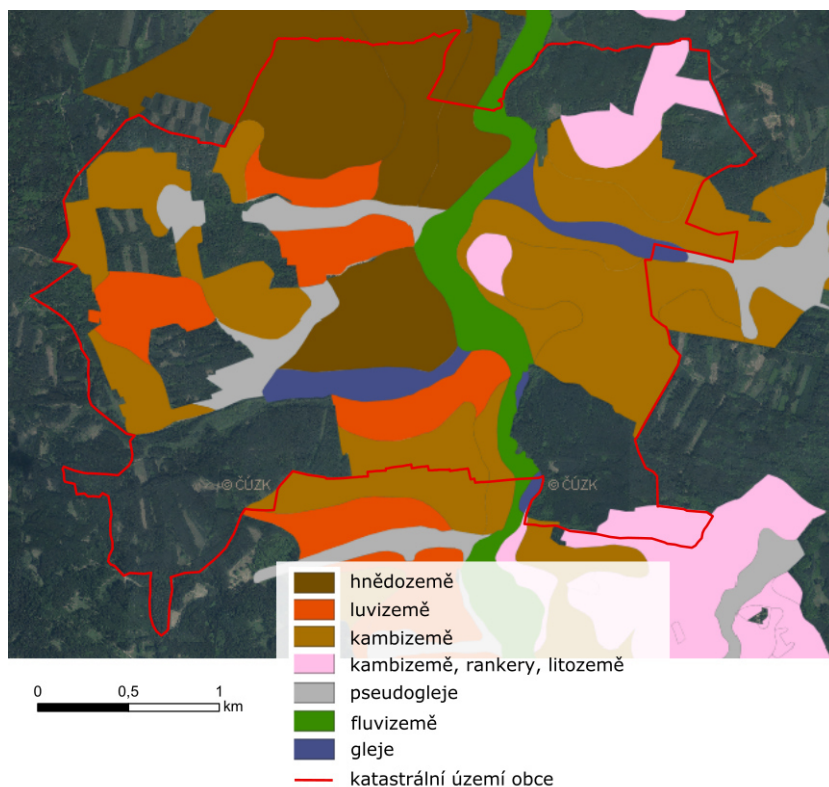 © ČÚZK
© ČÚZK
hnědozemě
luvizemě
kambizemě
kambizemě, rankery, litozemě
pseudogleje
fluvizemě
gleje
katastrální území obce
0 0,5 1
km